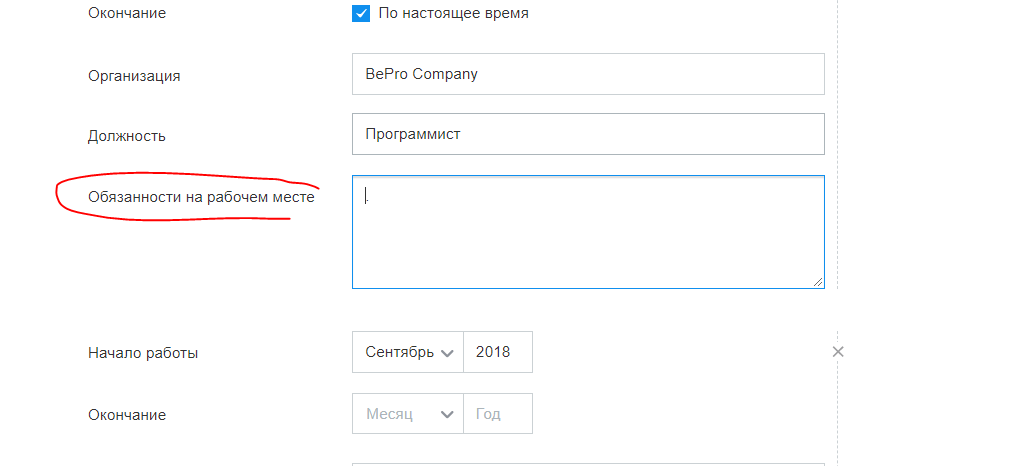 Окончание По настоящее время
Организация BePro Company
Должность Программист
Обязанности на рабочем месте .
Начало работы Сентябрь 2018
Окончание Месяц Год